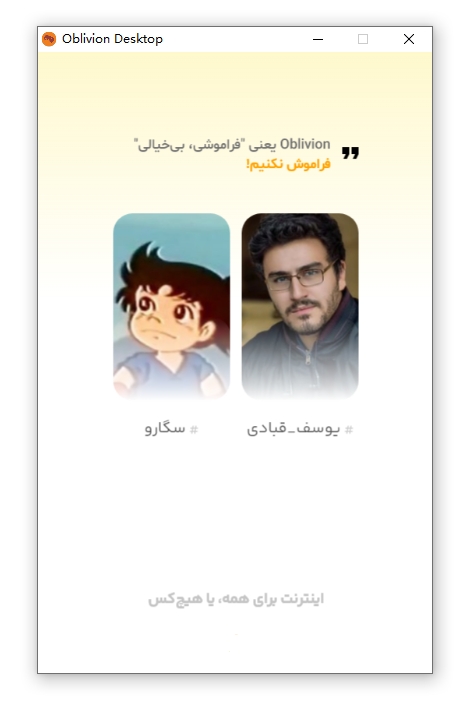 Oblivion Desktop
Oblivion یعنی "فراموشی، بی‌خیالی"
فراموش نکنیم!
# یوسف_قبادی
# سگارو
اینترنت برای همه، یا هیچ‌کس